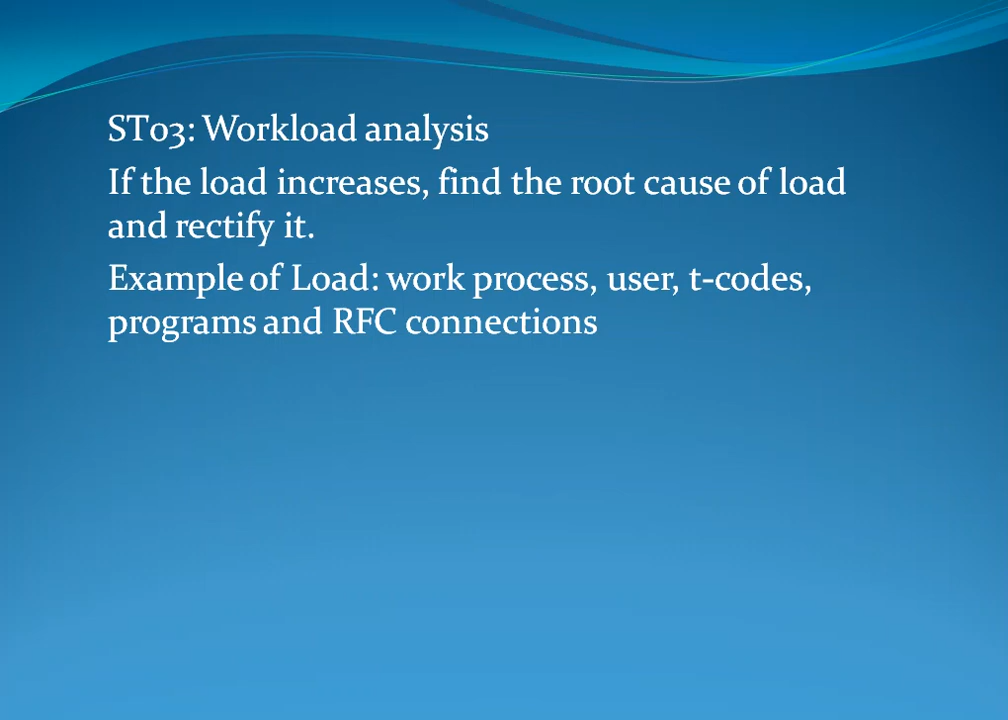 ST03: Workload analysis
If the load increases, find the root cause of load
and rectify it.
Example of Load: work process, user, t-codes,
programs and RFC connections